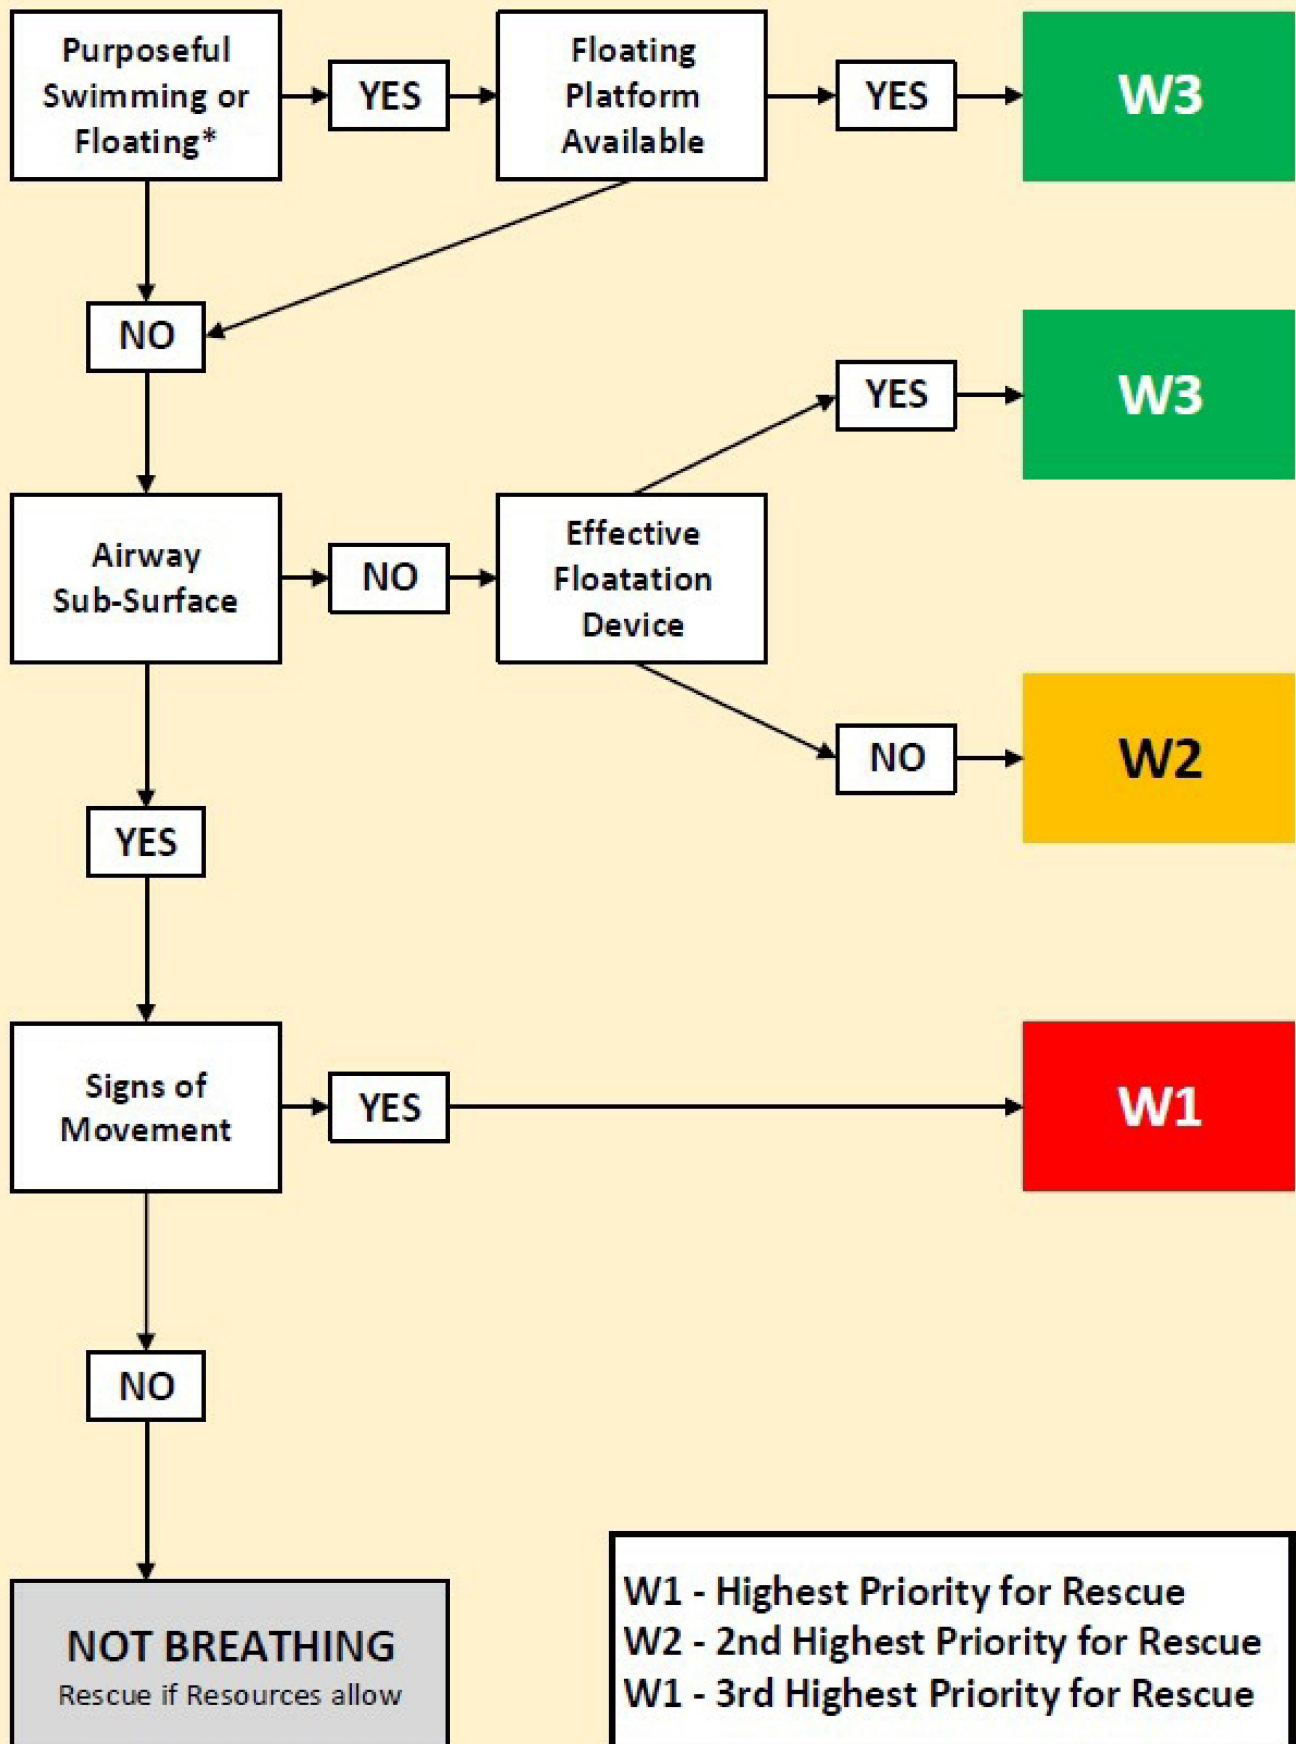 Purposeful
Swimming or
Floating*
YES
Floating
Platform
Available
YES
W3
NO
YES
W3
Airway
Sub-Surface
NO
Effective
Floatation
Device
NO
W2
YES
Signs of
Movement
YES
W1
NO
NOT BREATHING
Rescue if Resources allow
W1 - Highest Priority for Rescue
W2 - 2nd Highest Priority for Rescue
W1 - 3rd Highest Priority for Rescue